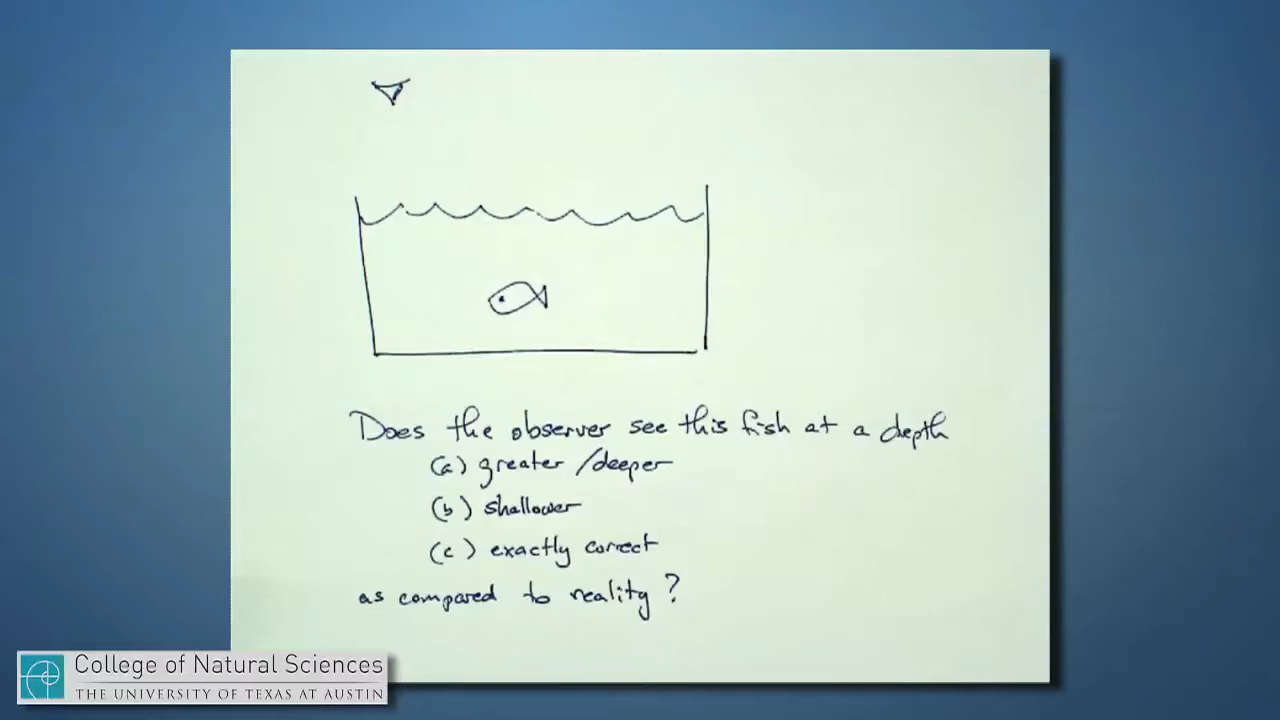 Does the observer see this fish at a depth
(a) greater/deeper
(b) shallower
(c) exactly correct
as compared to reality?
College of Natural Sciences
THE UNIVERSITY OF TEXAS AT AUSTIN